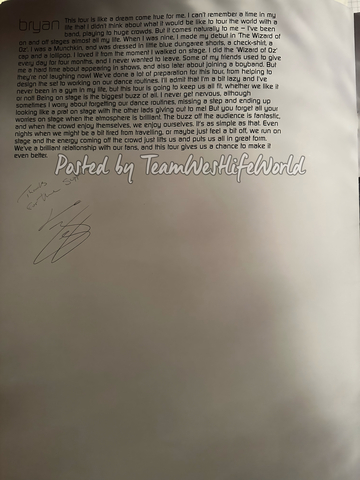 bryan This tour is like a dream come true for me. I can't remember a time in my
life that I didn't think about what it would be like to tour the world with a
band, playing to huge crowds. But it comes naturally to me – I've been
on and off stages almost all my life. When I was nine, I made my debut in 'The Wizard of
Oz'. I was a Munchkin, and was dressed in little blue dungaree shorts, a check-shirt, a
cap and a lollipop. I loved it from the moment I walked on stage. I did the 'Wizard of Oz'
every day for four months, and I never wanted to leave. Some of my friends used to give
me a hard time about appearing in shows, and also later about joining a boyband. But
they're not laughing now! We've done a lot of preparation for this tour, from helping to
design the set to working on our dance routines. I'll admit that I'm a bit lazy and I've
never been in a gym in my life, but this tour is going to keep us all fit, whether we like it
or not! Being on stage is the biggest buzz of all. I never get nervous, although
sometimes I worry about forgetting our dance routines, missing a step and ending up
looking like a prat on stage with the other lads giving out to me! But you forget all your
worries on stage when the atmosphere is brilliant. The buzz off the audience is fantastic,
and when the crowd enjoy themselves, we enjoy ourselves. It's as simple as that. Even
nights when we might be a bit tired from travelling, or maybe just feel a bit off, we run on
stage and the energy coming off the crowd just lifts us and puts us all in great form.
We've a brilliant relationship with our fans, and this tour gives us a chance to make it
even better.
Posted by TeamWestlifeWorld